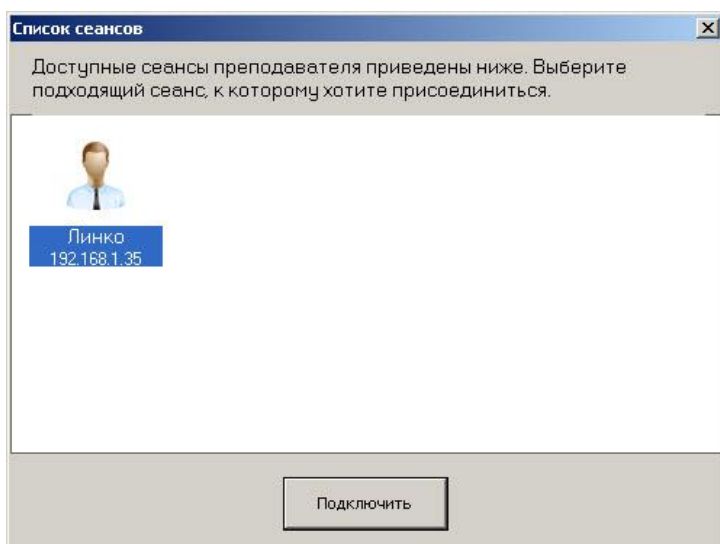 Список сеансов
Доступные сеансы преподавателя приведены ниже. Выберите
подходящий сеанс, к которому хотите присоединиться.
Линко
192.168.1.35
Подключить